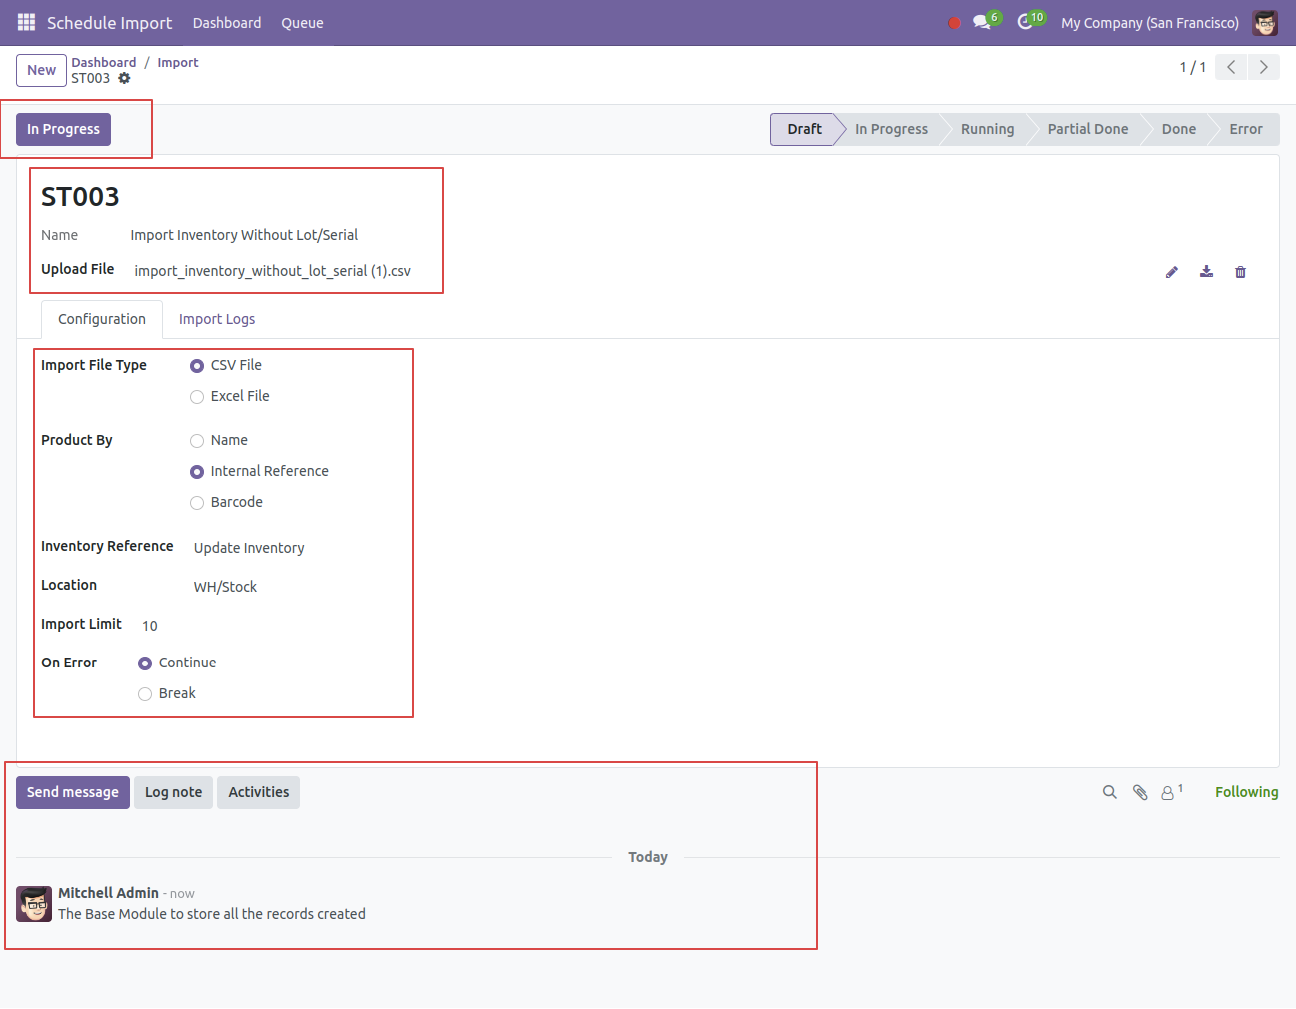 Schedule Import Dashboard Queue 6 10 My Company (San Francisco)
New Dashboard / Import
ST003
1 / 1
In Progress
Draft In Progress Running Partial Done Done Error
ST003
Name Import Inventory Without Lot/Serial
Upload File import_inventory_without_lot_serial (1).csv
Configuration Import Logs
Import File Type CSV File
Excel File
Product By Name
Internal Reference
Barcode
Inventory Reference Update Inventory
Location WH/Stock
Import Limit 10
On Error Continue
Break
Send message Log note Activities 1 Following
Today
Mitchell Admin - now
The Base Module to store all the records created